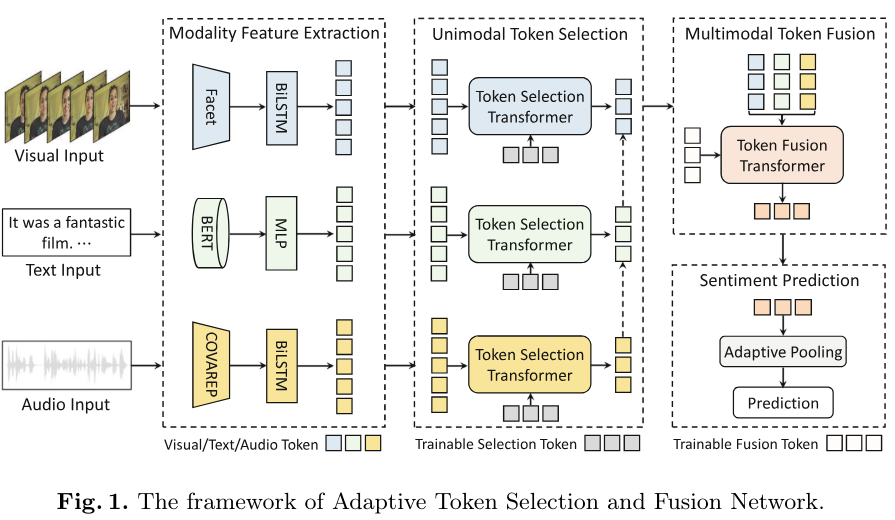 Modality Feature Extraction
Unimodal Token Selection
Multimodal Token Fusion
Visual Input
Facet
BiLSTM
Token Selection
Transformer
Token Fusion
Transformer
It was a fantastic
film. ⋯
Text Input
BERT
MLP
Token Selection
Transformer
Sentiment Prediction
Adaptive Pooling
Prediction
Audio Input
COVAREP
BiLSTM
Token Selection
Transformer
Visual/Text/Audio Token
Trainable Selection Token
Trainable Fusion Token
Fig. 1. The framework of Adaptive Token Selection and Fusion Network.